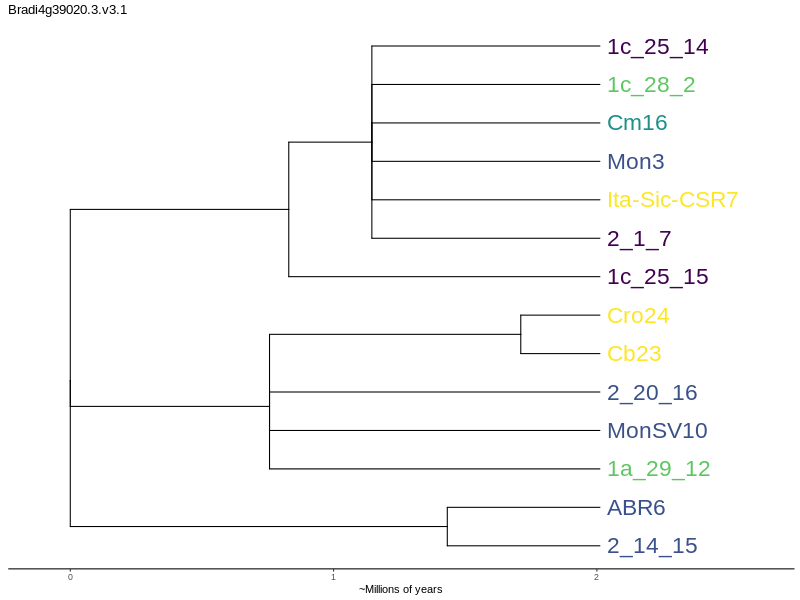 Bradi4g39020.3.v3.1
1c_25_14
1c_28_2
Cm16
Mon3
Ita-Sic-CSR7
2_1_7
1c_25_15
Cro24
Cb23
2_20_16
MonSV10
1a_29_12
ABR6
2_14_15
0 1 2
~Millions of years